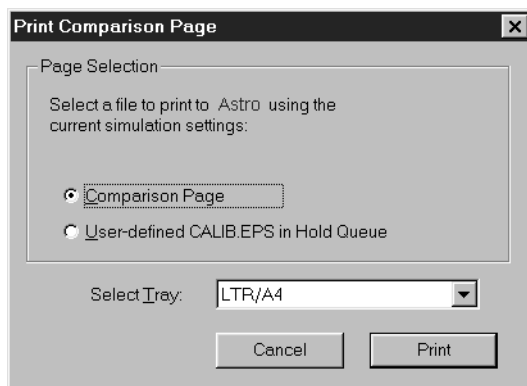 Print Comparison Page
Page Selection
Select a file to print to Astro using the
current simulation settings:
Comparison Page
User-defined CALIB.EPS in Hold Queue
Select Tray: LTR/A4
Cancel Print